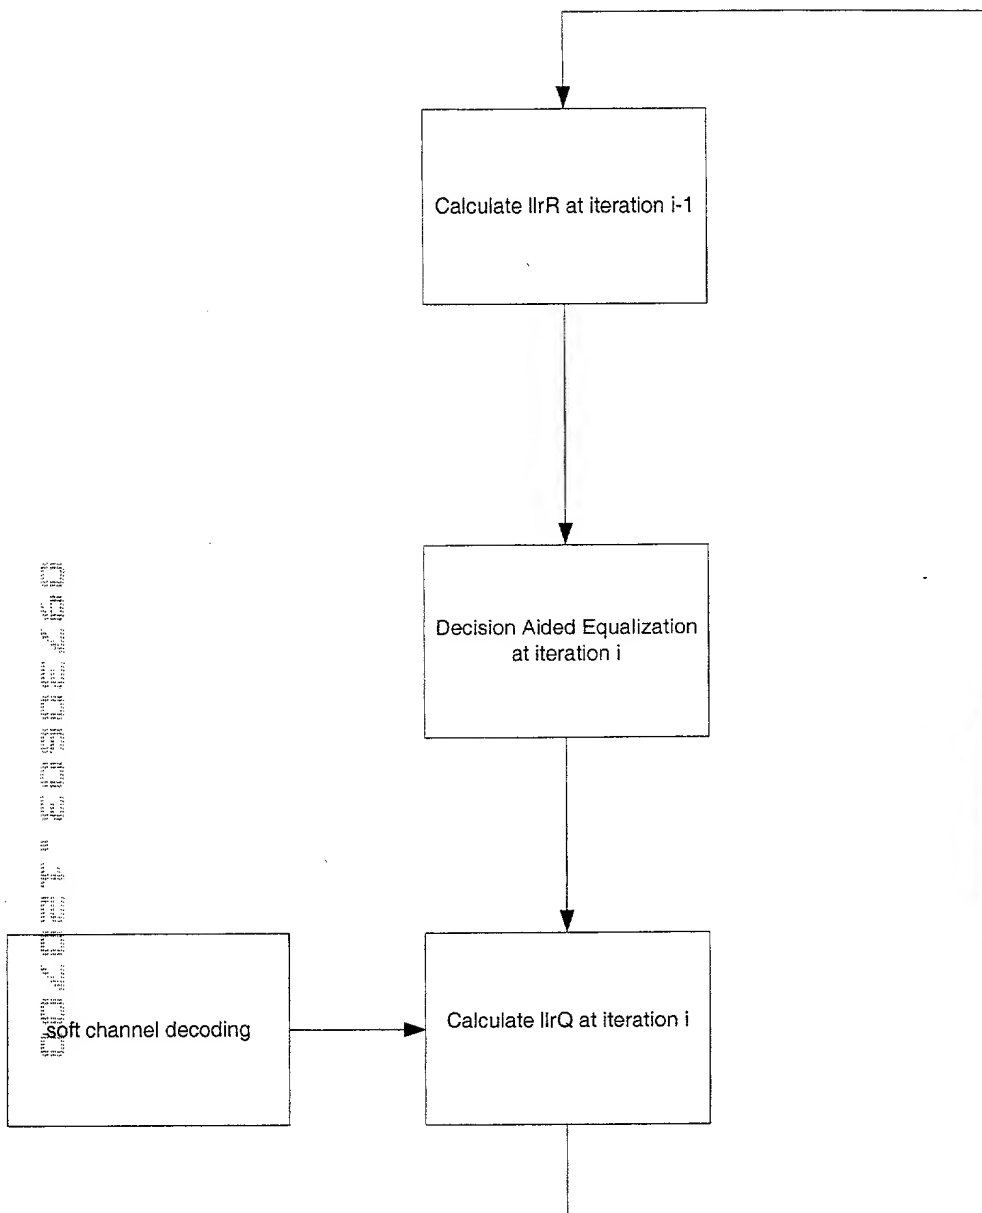 Calculate llrR at iteration i-1
Decision Aided Equalization
at iteration i
soft channel decoding
Calculate llrQ at iteration i